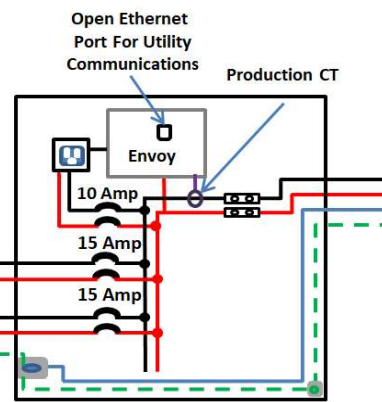 Open Ethernet
Port For Utility
Communications
Production CT
Envoy
10 Amp
15 Amp
15 Amp